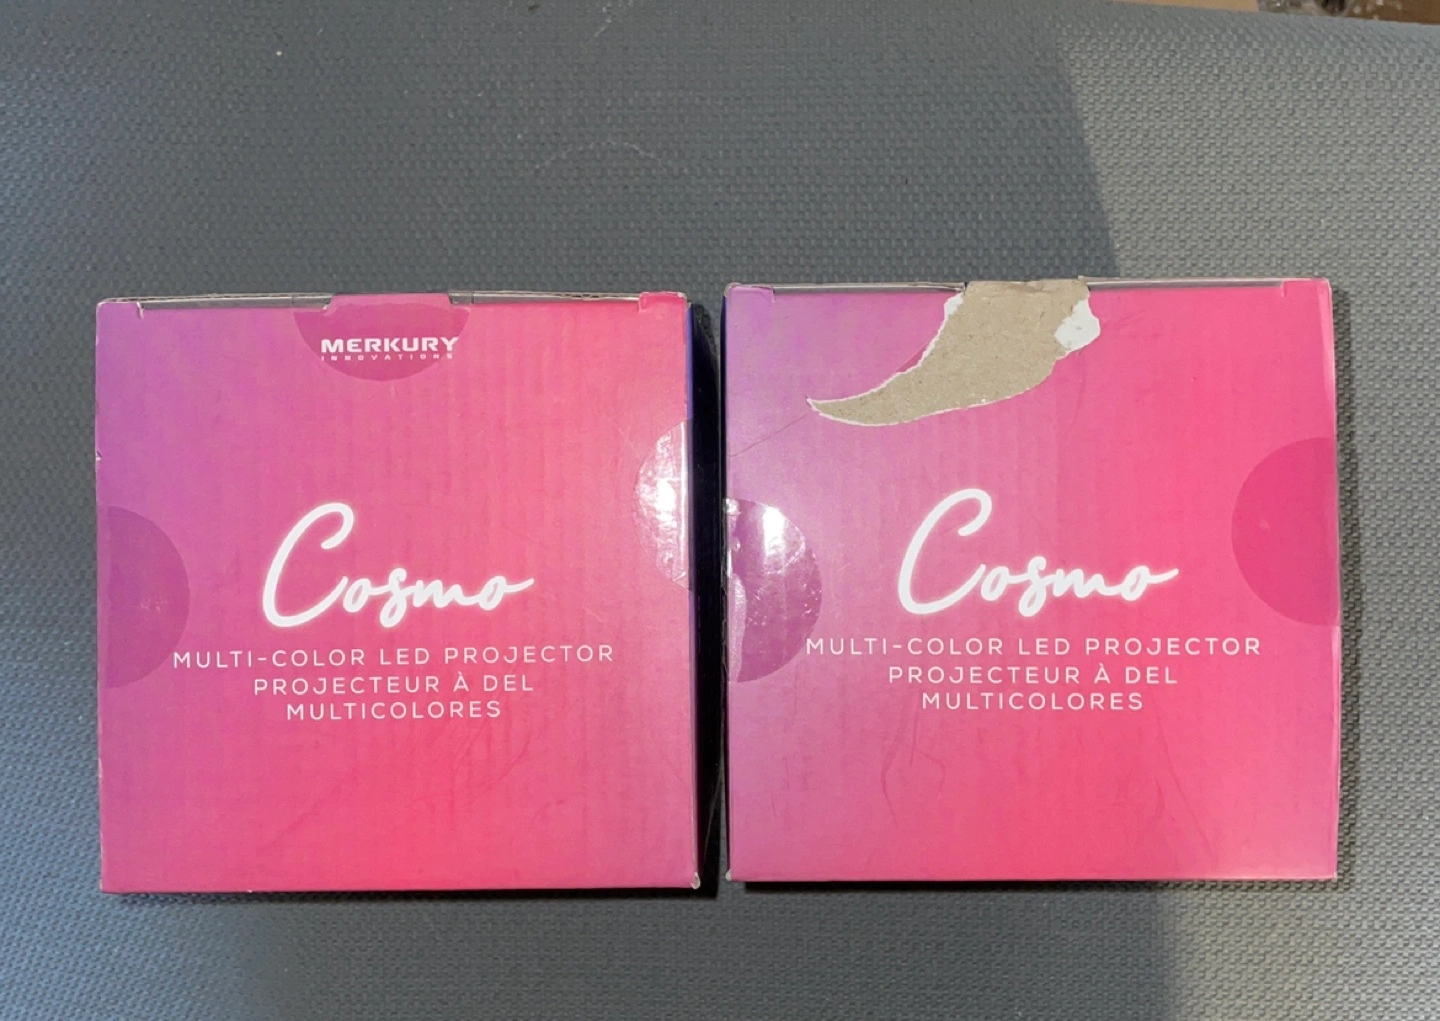 MERKURY
INNOVATIONS
Cosmo
MULTI-COLOR LED PROJECTOR
PROJECTEUR À DEL
MULTICOLORES
Cosmo
MULTI-COLOR LED PROJECTOR
PROJECTEUR À DEL
MULTICOLORES